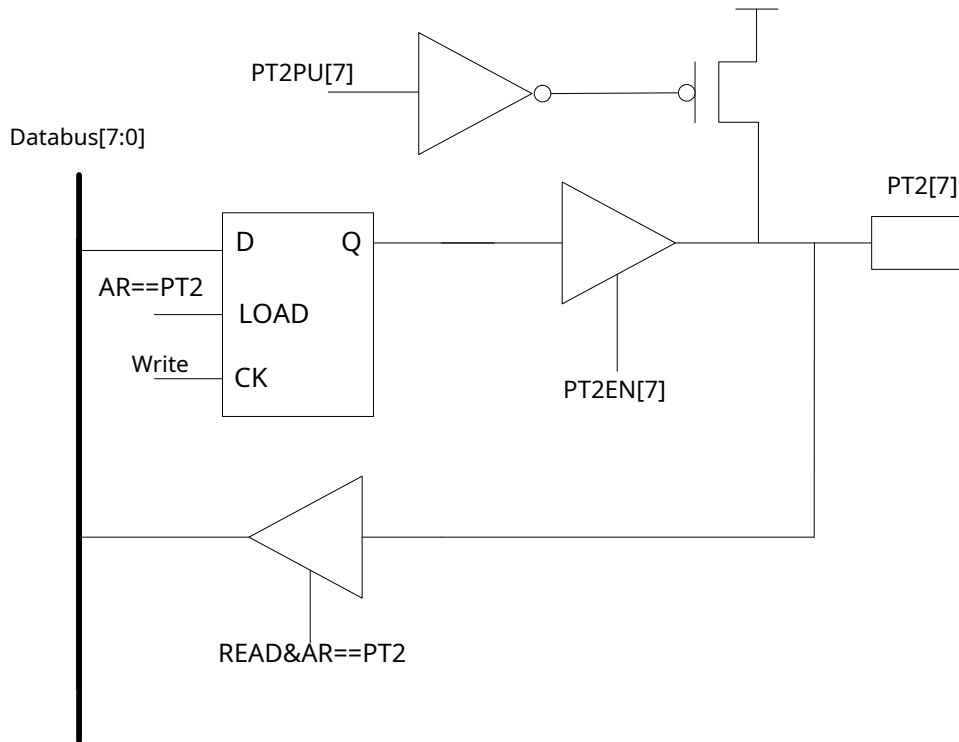 PT2PU[7]
Databus[7:0]
PT2[7]
D
Q
AR==PT2
LOAD
Write
CK
PT2EN[7]
READ&AR==PT2